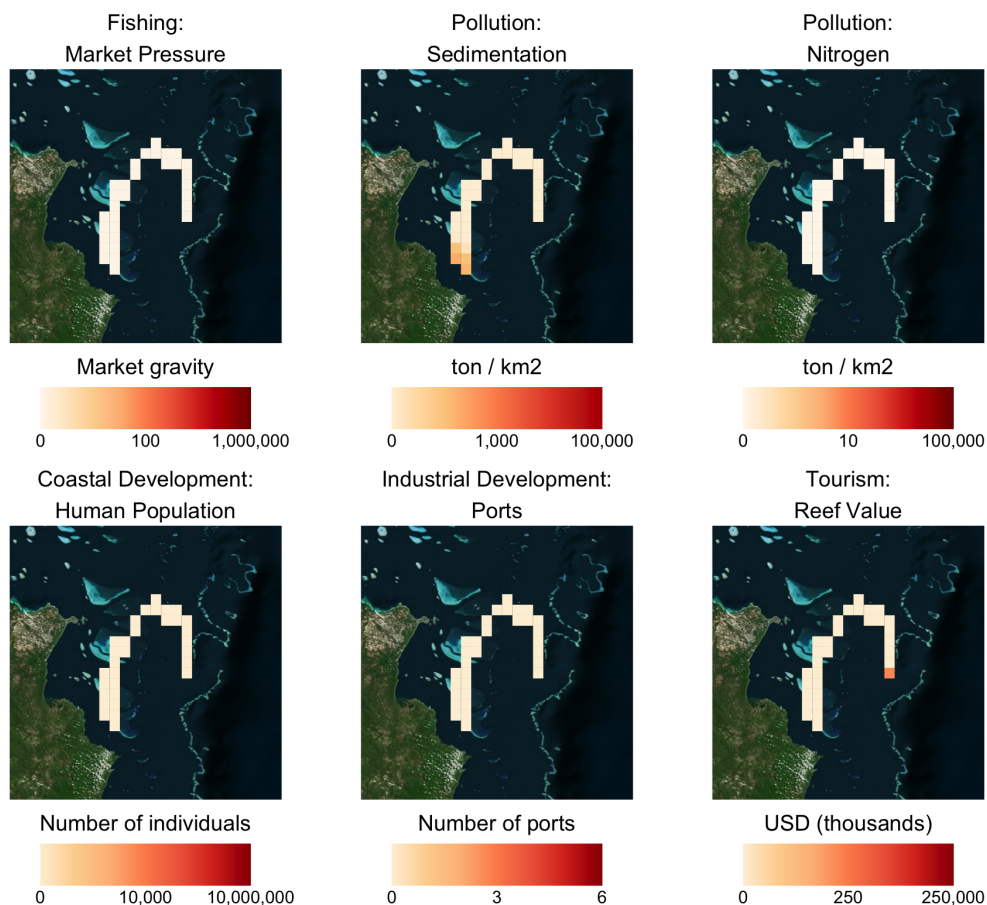 Fishing:
Market Pressure
Pollution:
Sedimentation
Pollution:
Nitrogen
Market gravity
0 100 1,000,000
ton / km2
0 1,000 100,000
ton / km2
0 10 100,000
Coastal Development:
Human Population
Industrial Development:
Ports
Tourism:
Reef Value
Number of individuals
0 10,000 10,000,000
Number of ports
0 3 6
USD (thousands)
0 250 250,000